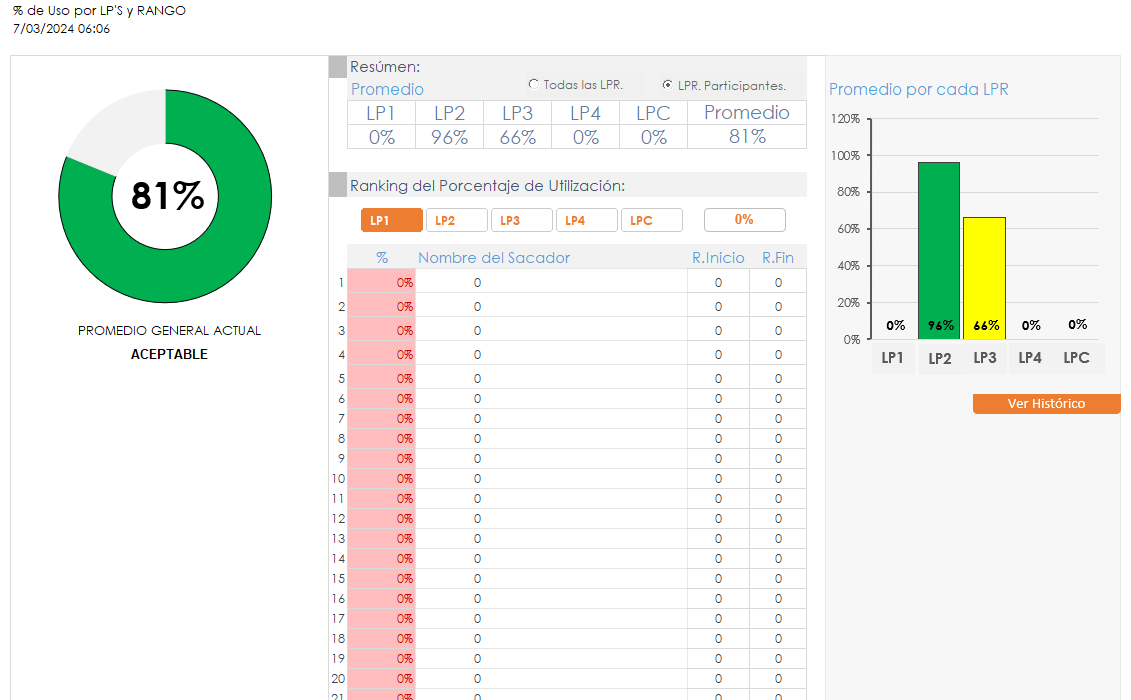 % de Uso por LP'S y RANGO
7/03/2024 06:06
81%
PROMEDIO GENERAL ACTUAL
ACEPTABLE
Resúmen:
Promedio
Todas las LPR. LPR. Participantes.
LP1 LP2 LP3 LP4 LPC Promedio
0% 96% 66% 0% 0% 81%
Ranking del Porcentaje de Utilización:
LP1 LP2 LP3 LP4 LPC 0%
% Nombre del Sacador R.Inicio R.Fin
1 0% 0 0 0
2 0% 0 0 0
3 0% 0 0 0
4 0% 0 0 0
5 0% 0 0 0
6 0% 0 0 0
7 0% 0 0 0
8 0% 0 0 0
9 0% 0 0 0
10 0% 0 0 0
11 0% 0 0 0
12 0% 0 0 0
13 0% 0 0 0
14 0% 0 0 0
15 0% 0 0 0
16 0% 0 0 0
17 0% 0 0 0
18 0% 0 0 0
19 0% 0 0 0
20 0% 0 0 0
21 0% 0 0 0
Promedio por cada LPR
120%
100%
80%
60%
40%
20%
0%
0% 96% 66% 0% 0%
LP1 LP2 LP3 LP4 LPC
Ver Histórico